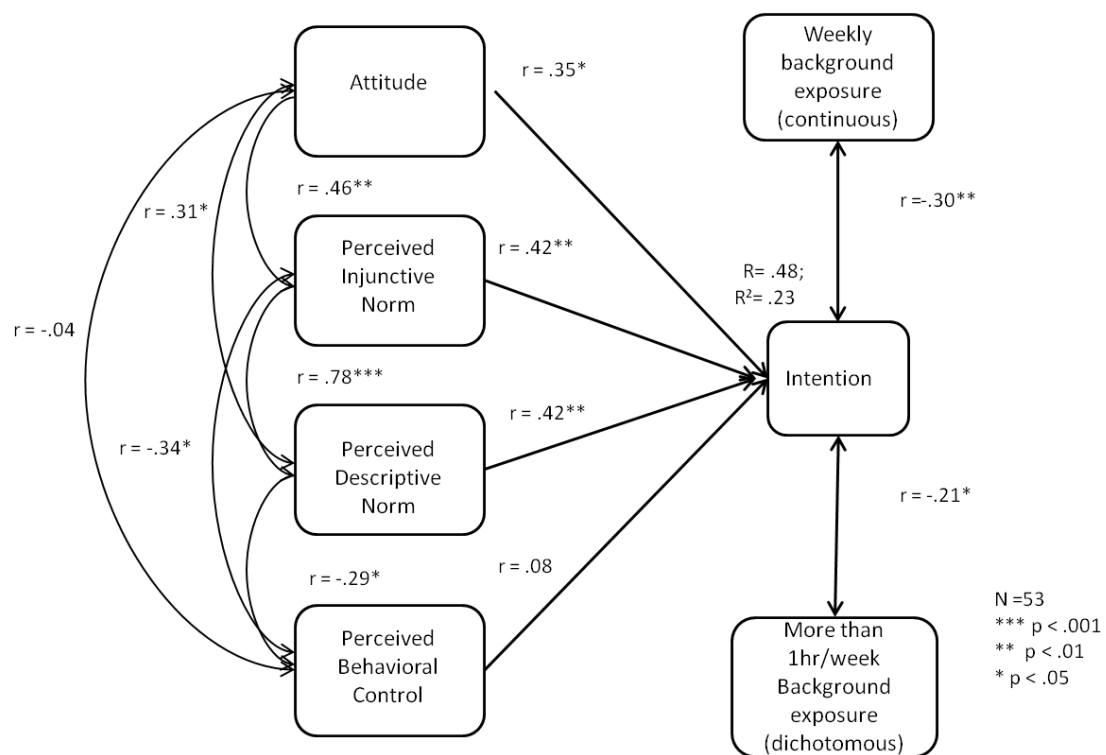 Attitude
r = .35*
Weekly
background
exposure
(continuous)
r = .46**
r = .31*
r =-.30**
Perceived
Injunctive
Norm
r = .42**
R= .48;
R²= .23
r = -.04
r = .78***
Intention
r = .42**
r = -.34*
Perceived
Descriptive
Norm
r = -.21*
r = -.29*
r = .08
Perceived
Behavioral
Control
More than
1hr/week
Background
exposure
(dichotomous)
N =53
*** p < .001
** p < .01
* p < .05